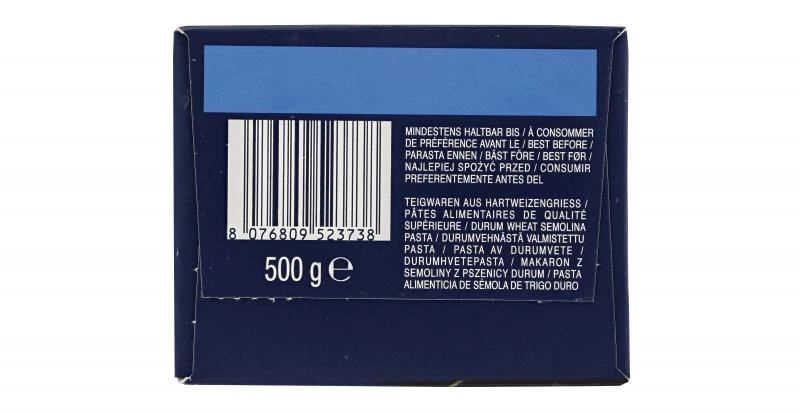 8 076809 523738
500 g ℮
MINDESTENS HALTBAR BIS / À CONSOMMER
DE PRÉFÉRENCE AVANT LE / BEST BEFORE /
PARASTA ENNEN / BÄST FÖRE / BEST FØR /
NAJLEPIEJ SPOŻYĆ PRZED / CONSUMIR
PREFERENTEMENTE ANTES DEL
TEIGWAREN AUS HARTWEIZENGRIESS /
PÂTES ALIMENTAIRES DE QUALITÉ
SUPÉRIEURE / DURUM WHEAT SEMOLINA
PASTA / DURUMVEHNÄSTÄ VALMISTETTU
PASTA / PASTA AV DURUMVETE /
DURUMHVETEPASTA / MAKARON Z
SEMOLINY Z PSZENICY DURUM / PASTA
ALIMENTICIA DE SÉMOLA DE TRIGO DURO